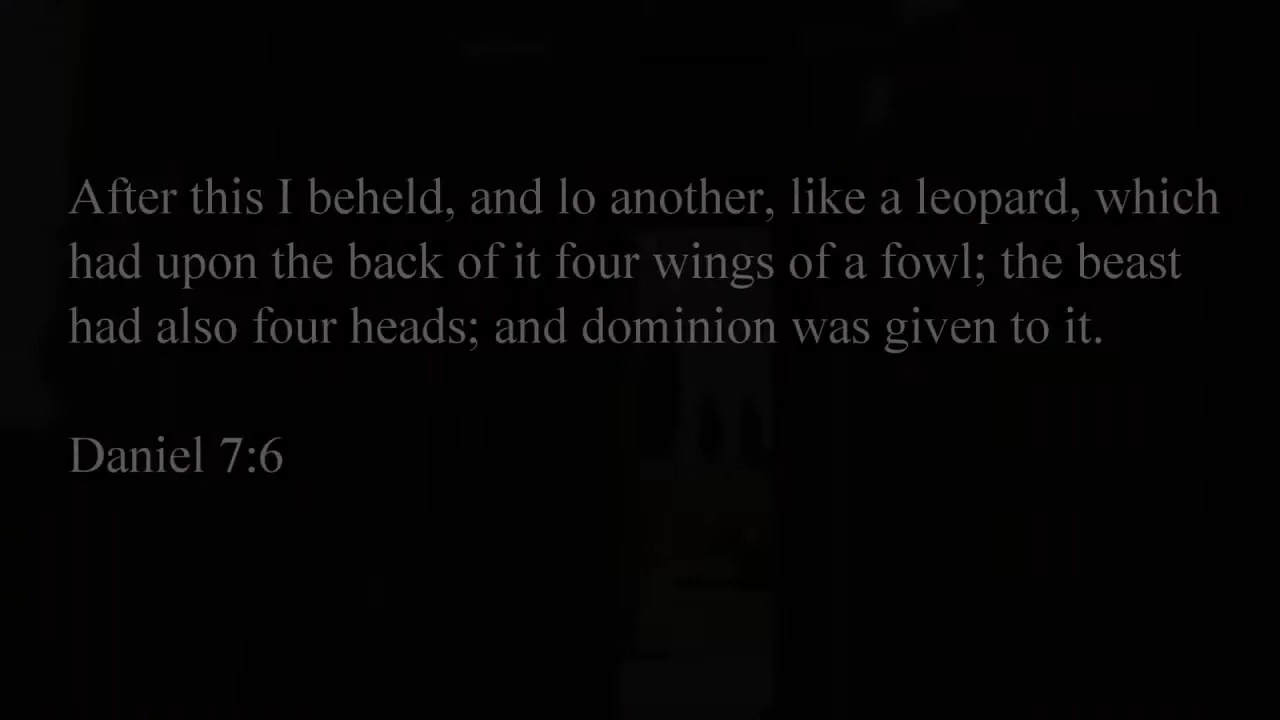 After this I beheld, and lo another, like a leopard, which
had upon the back of it four wings of a fowl; the beast
had also four heads; and dominion was given to it.
Daniel 7:6